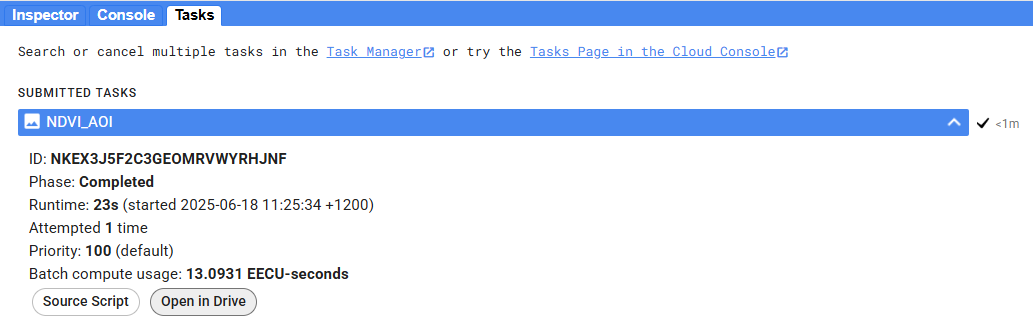 Inspector Console Tasks
Search or cancel multiple tasks in the Task Manager or try the Tasks Page in the Cloud Console
SUBMITTED TASKS
NDVI_AOI <1m
ID: NKEX3J5F2C3GEOMRVWYRHJNF
Phase: Completed
Runtime: 23s (started 2025-06-18 11:25:34 +1200)
Attempted 1 time
Priority: 100 (default)
Batch compute usage: 13.0931 EECU-seconds
Source Script Open in Drive